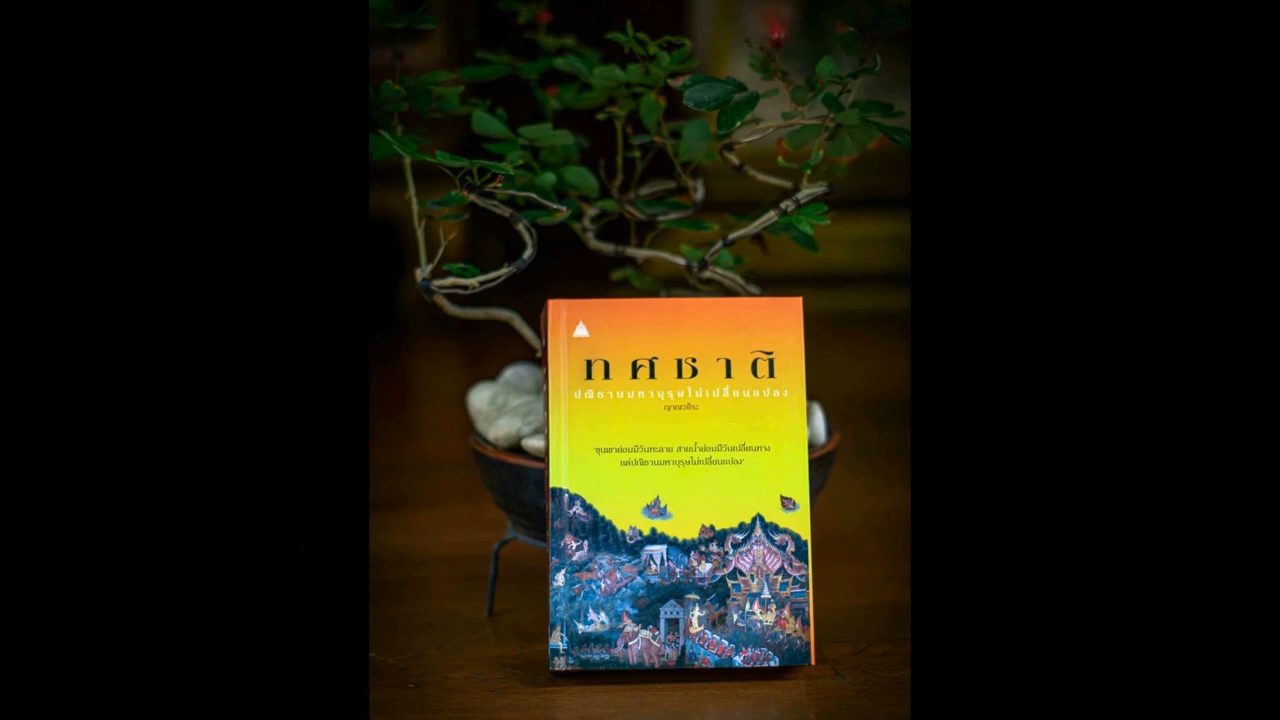 ทศชาติ
ปณิธานมหาบุรุษไม่เปลี่ยนแปลง
ญาณวชิระ
"ขุนเขาย่อมมีวันทะลาย สายน้ำย่อมมีวันเปลี่ยนทาง
แต่ปณิธานมหาบุรุษไม่เปลี่ยนแปลง"